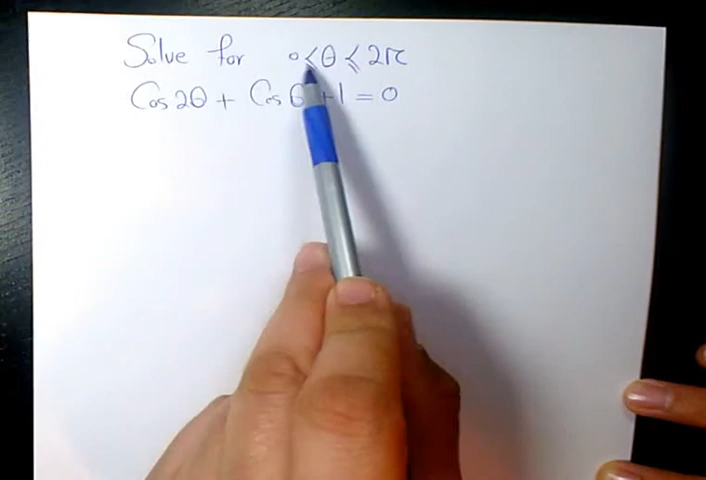 Solve for 0 ⩽ θ ⩽ 2π
Cos 2θ + Cos θ + 1 = 0